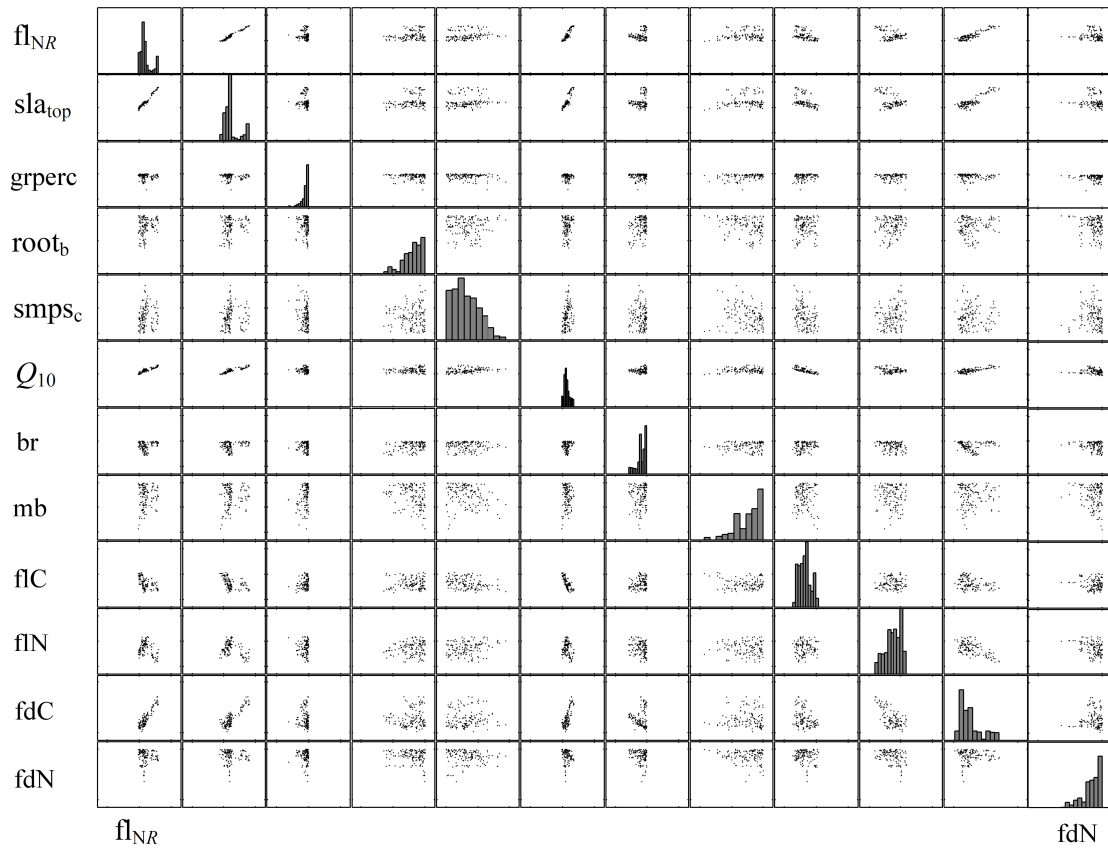 fl_NR
sla_top
grperc
root_b
smps_c
Q_10
br
mb
flC
flN
fdC
fdN
fl_NR fdN